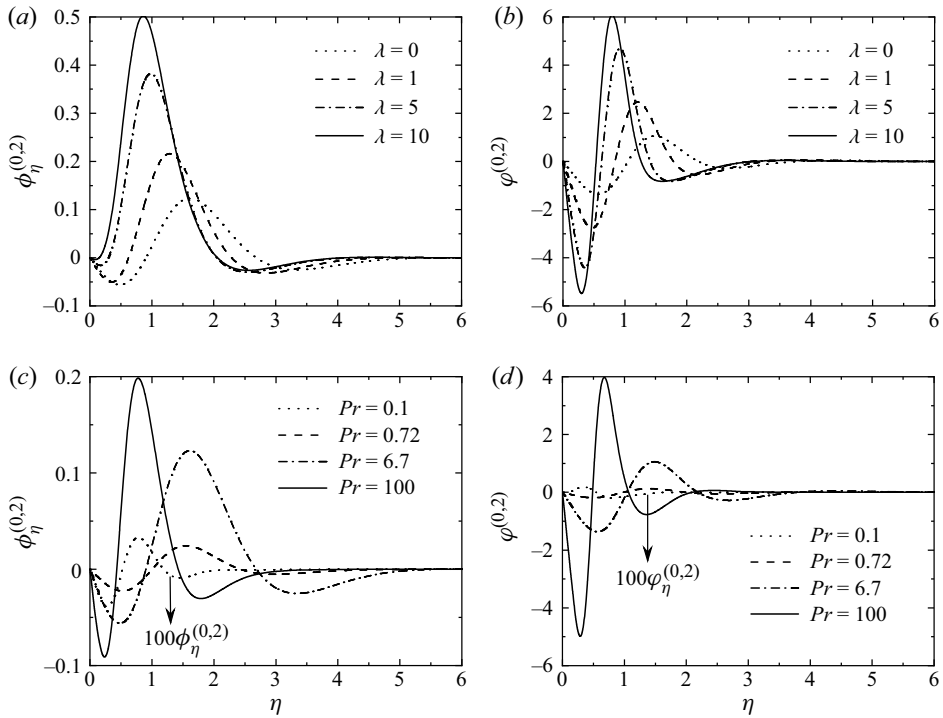 (a)
0.5
0.4
0.3
0.2
0.1
0
–0.1
ϕη(0,2)
λ = 0
λ = 1
λ = 5
λ = 10
0 1 2 3 4 5 6
(b)
6
4
2
0
–2
–4
–6
φ(0,2)
λ = 0
λ = 1
λ = 5
λ = 10
0 1 2 3 4 5 6
(c)
0.2
0.1
0
–0.1
ϕη(0,2)
Pr = 0.1
Pr = 0.72
Pr = 6.7
Pr = 100
100ϕη(0,2)
0 1 2 3 4 5 6
η
(d)
4
2
0
–2
–4
–6
φ(0,2)
100φη(0,2)
Pr = 0.1
Pr = 0.72
Pr = 6.7
Pr = 100
0 1 2 3 4 5 6
η